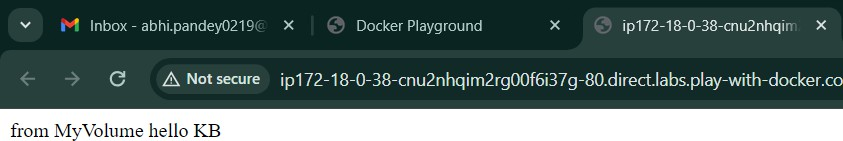 Inbox - abhi.pandey0219@
Docker Playground
ip172-18-0-38-cnu2nhqim
Not secure
ip172-18-0-38-cnu2nhqim2rg00f6i37g-80.direct.labs.play-with-docker.co
from MyVolume hello KB